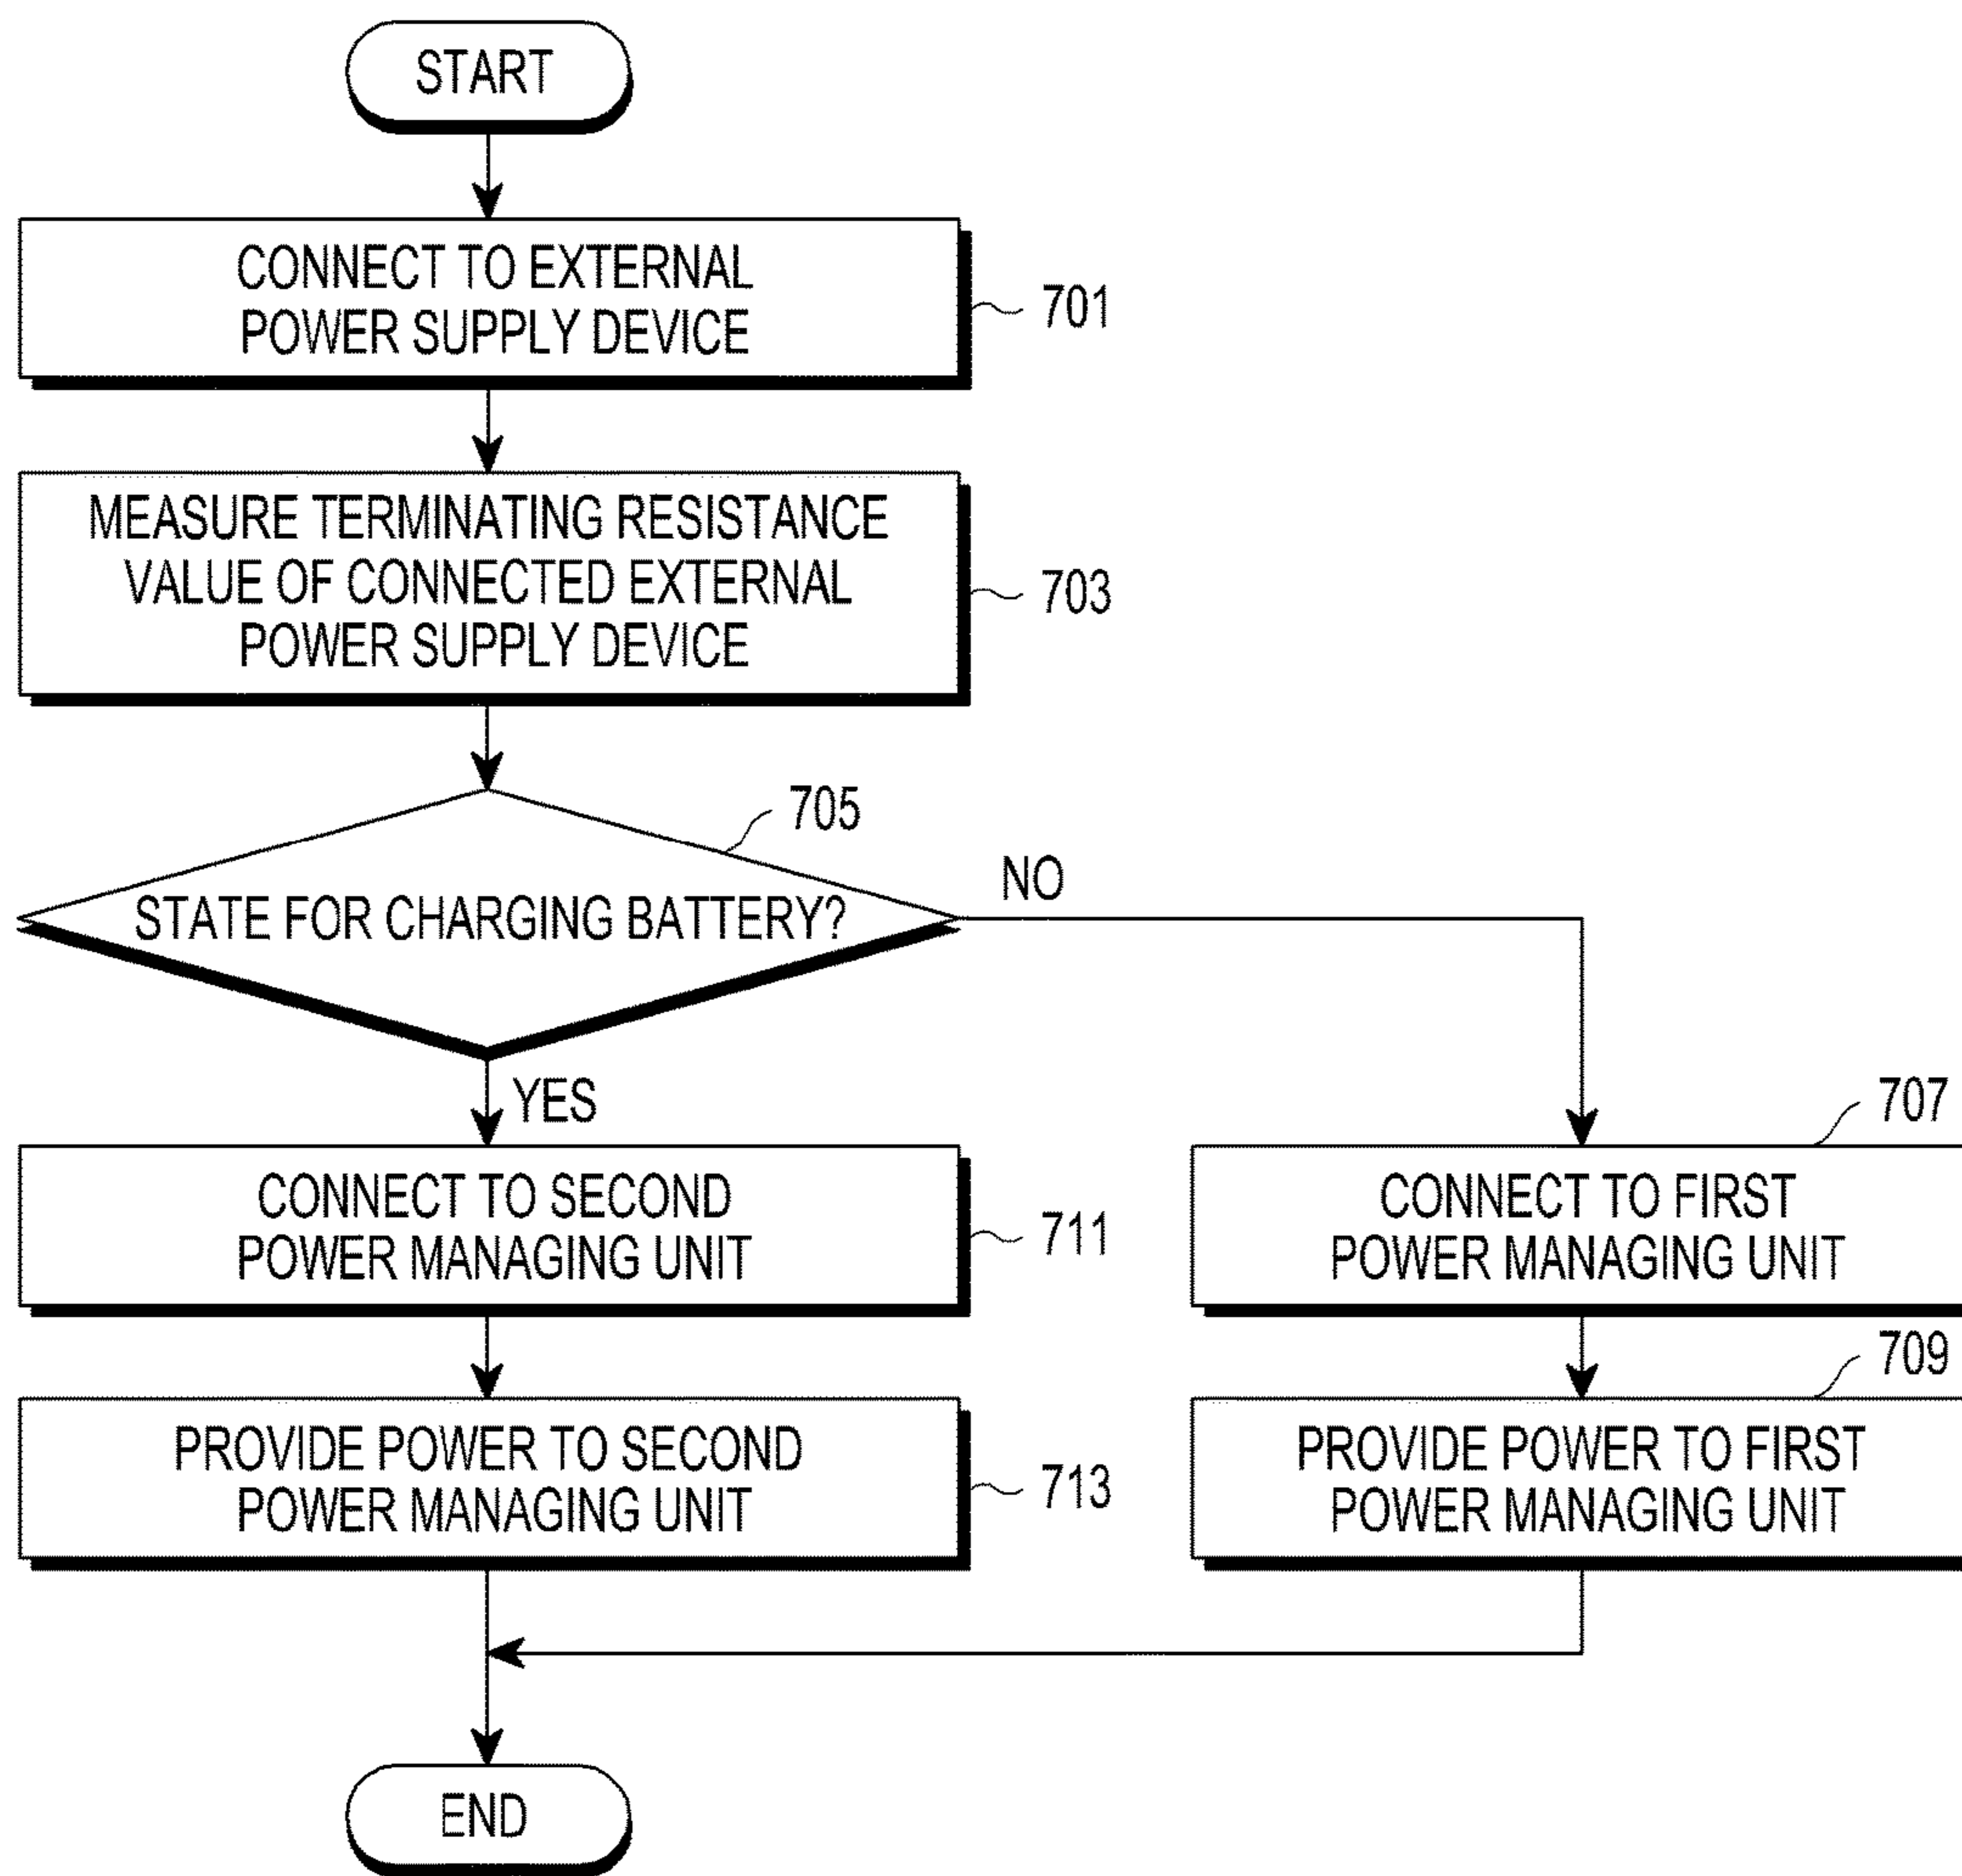 START
CONNECT TO EXTERNAL
POWER SUPPLY DEVICE
701
MEASURE TERMINATING RESISTANCE
VALUE OF CONNECTED EXTERNAL
POWER SUPPLY DEVICE
703
705
STATE FOR CHARGING BATTERY?
NO
YES
707
CONNECT TO SECOND
POWER MANAGING UNIT
711
CONNECT TO FIRST
POWER MANAGING UNIT
709
PROVIDE POWER TO SECOND
POWER MANAGING UNIT
713
PROVIDE POWER TO FIRST
POWER MANAGING UNIT
END